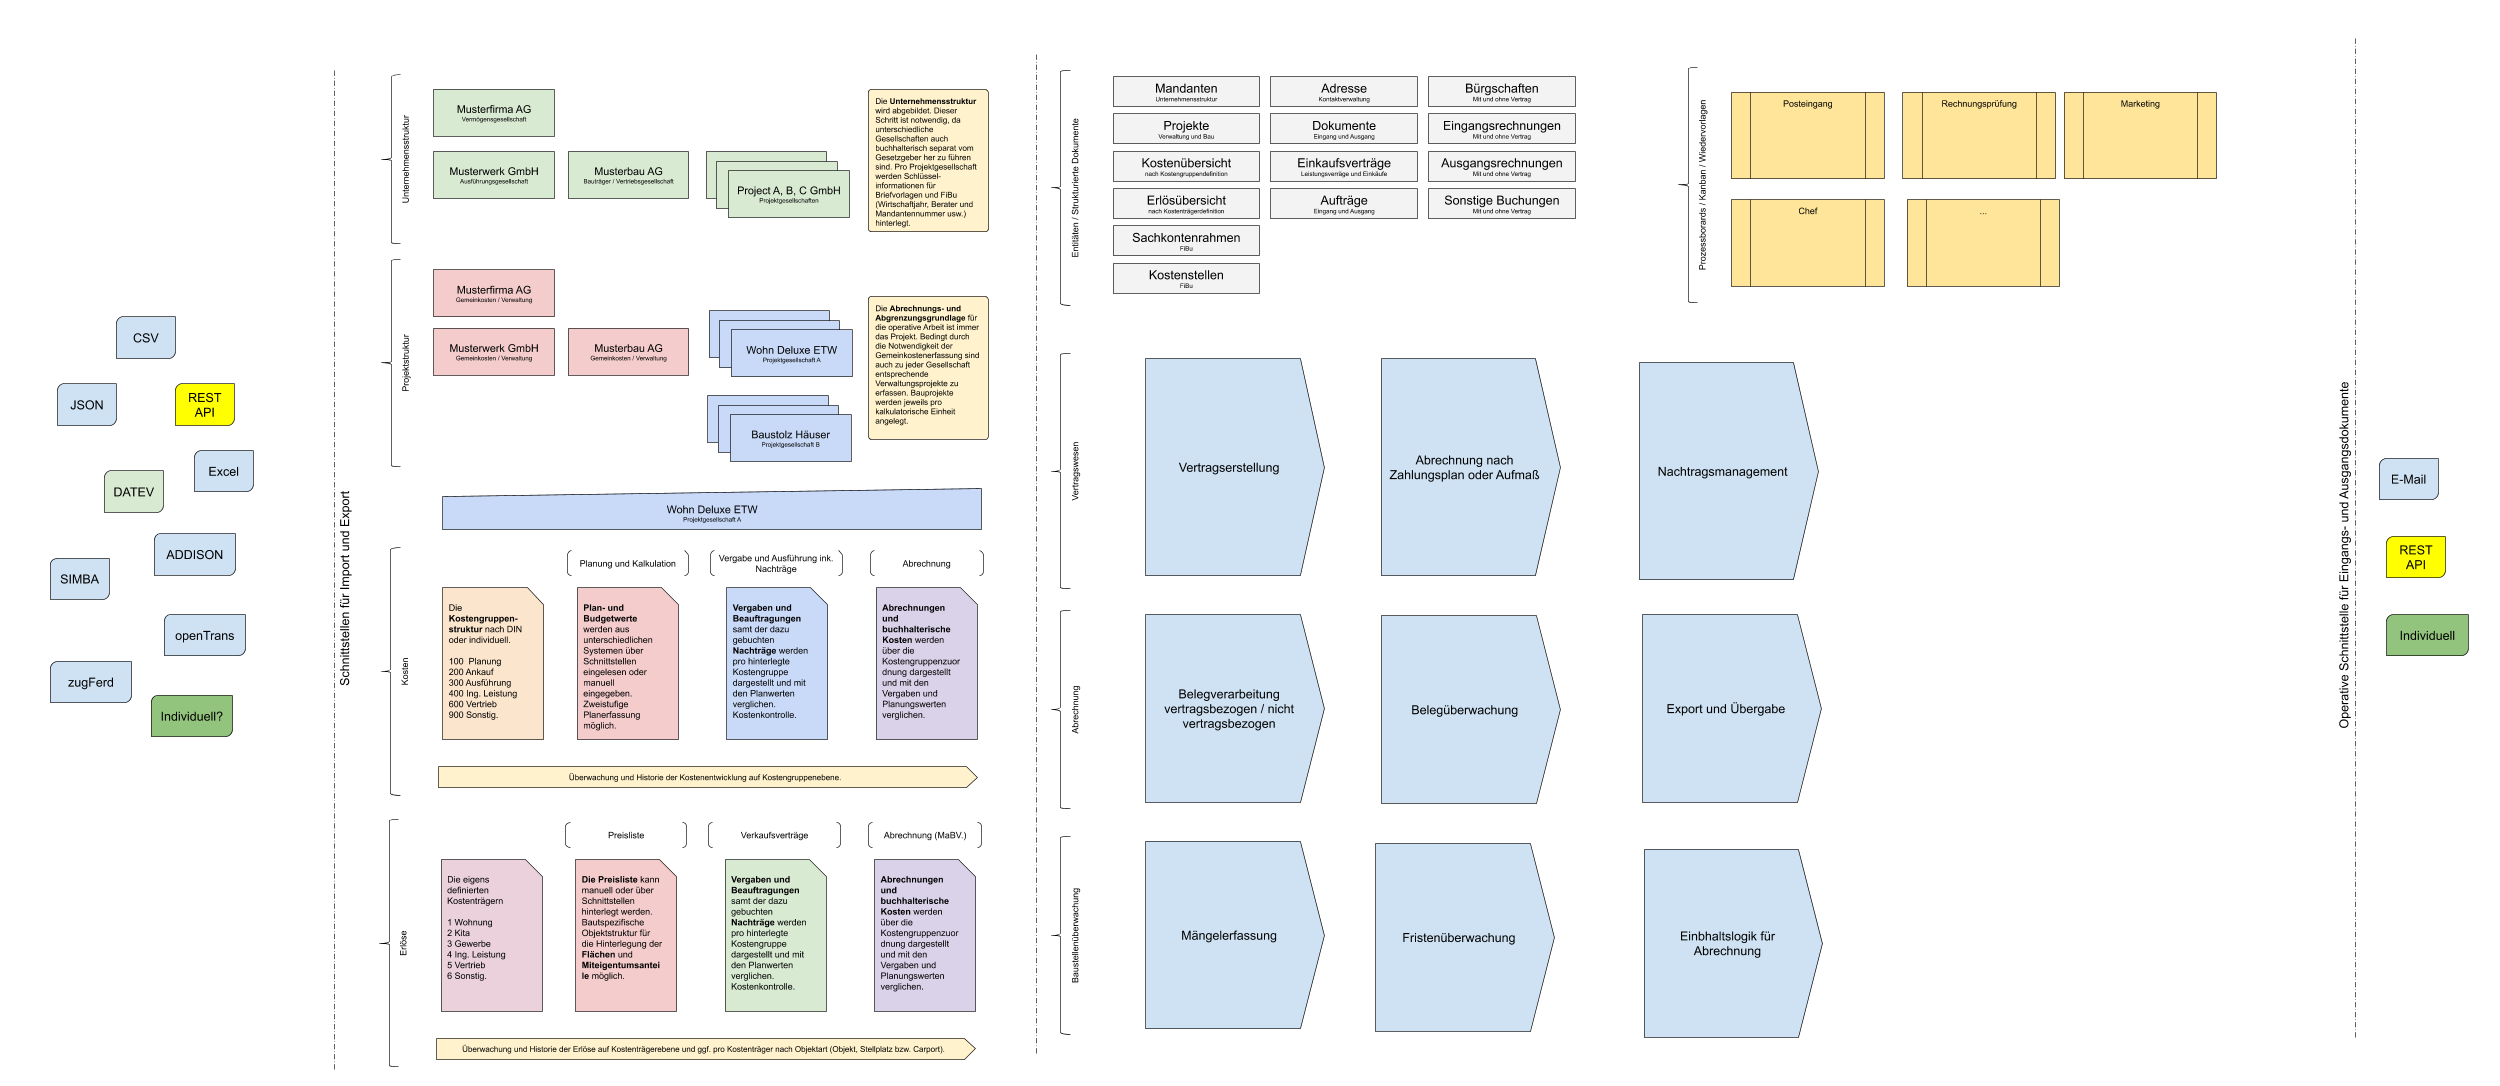 CSV
JSON
REST
API
Excel
DATEV
ADDISON
SIMBA
openTrans
zugFerd
Individuell?
Schnittstellen für Import und Export
Unternehmensstruktur
Musterfirma AG
Vermögensgesellschaft
Musterwerk GmbH
Ausführungsgesellschaft
Musterbau AG
Bauträger / Vertriebsgesellschaft
Project A, B, C GmbH
Projektgesellschaften
Die Unternehmensstruktur
wird abgebildet. Dieser
Schritt ist notwendig, da
unterschiedliche
Gesellschaften auch
buchhalterisch separat vom
Gesetzgeber her zu führen
sind. Pro Projektgesellschaft
werden Schlüssel-
informationen für
Briefvorlagen und FiBu
(Wirtschaftjahr, Berater und
Mandantennummer usw.)
hinterlegt.
Projektstruktur
Musterfirma AG
Gemeinkosten / Verwaltung
Musterwerk GmbH
Gemeinkosten / Verwaltung
Musterbau AG
Gemeinkosten / Verwaltung
Wohn Deluxe ETW
Projektgesellschaft A
Baustolz Häuser
Projektgesellschaft B
Die Abrechnungs- und
Abgrenzungsgrundlage für
die operative Arbeit ist immer
das Projekt. Bedingt durch
die Notwendigkeit der
Gemeinkostenerfassung sind
auch zu jeder Gesellschaft
entsprechende
Verwaltungsprojekte zu
erfassen. Bauprojekte
werden jeweils pro
kalkulatorische Einheit
angelegt.
Wohn Deluxe ETW
Projektgesellschaft A
Kosten
Planung und Kalkulation
Vergabe und Ausführung ink.
Nachträge
Abrechnung
Die
Kostengruppen-
struktur nach DIN
oder individuell.
100 Planung
200 Ankauf
300 Ausführung
400 Ing. Leistung
600 Vertrieb
900 Sonstig.
Plan- und
Budgetwerte
werden aus
unterschiedlichen
Systemen über
Schnittstellen
eingelesen oder
manuell
eingegeben.
Zweistufige
Planerfassung
möglich.
Vergaben und
Beauftragungen
samt der dazu
gebuchten
Nachträge werden
pro hinterlegte
Kostengruppe
dargestellt und mit
den Planwerten
verglichen.
Kostenkontrolle.
Abrechnungen
und
buchhalterische
Kosten werden
über die
Kostengruppenzuor
dnung dargestellt
und mit den
Vergaben und
Planungswerten
verglichen.
Überwachung und Historie der Kostenentwicklung auf Kostengruppenebene.
Erlöse
Preisliste
Verkaufsverträge
Abrechnung (MaBV.)
Die eigens
definierten
Kostenträgern
1 Wohnung
2 Kita
3 Gewerbe
4 Ing. Leistung
5 Vertrieb
6 Sonstig.
Die Preisliste kann
manuell oder über
Schnittstellen
hinterlegt werden.
Bautspezifische
Objektstruktur für
die Hinterlegung der
Flächen und
Miteigentumsantei
le möglich.
Vergaben und
Beauftragungen
samt der dazu
gebuchten
Nachträge werden
pro hinterlegte
Kostengruppe
dargestellt und mit
den Planwerten
verglichen.
Kostenkontrolle.
Abrechnungen
und
buchhalterische
Kosten werden
über die
Kostengruppenzuor
dnung dargestellt
und mit den
Vergaben und
Planungswerten
verglichen.
Überwachung und Historie der Erlöse auf Kostenträgerebene und ggf. pro Kostenträger nach Objektart (Objekt, Stellplatz bzw. Carport).
Entitäten / Strukturierte Dokumente
Mandanten
Unternehmensstruktur
Adresse
Kontaktverwaltung
Bürgschaften
Mit und ohne Vertrag
Projekte
Verwaltung und Bau
Dokumente
Eingang und Ausgang
Eingangsrechnungen
Mit und ohne Vertrag
Kostenübersicht
nach Kostengruppendefinition
Einkaufsverträge
Leistungsverräge und Einkäufe
Ausgangsrechnungen
Mit und ohne Vertrag
Erlösübersicht
nach Kostenträgerdefinition
Aufträge
Eingang und Ausgang
Sonstige Buchungen
Mit und ohne Vertrag
Sachkontenrahmen
FiBu
Kostenstellen
FiBu
Prozessborards / Kanban / Wiedervorlagen
Posteingang
Rechnungsprüfung
Marketing
Chef
...
Vertragswesen
Vertragserstellung
Abrechnung nach
Zahlungsplan oder Aufmaß
Nachtragsmanagement
Abrechnung
Belegverarbeitung
vertragsbezogen / nicht
vertragsbezogen
Belegüberwachung
Export und Übergabe
Baustellenüberwachung
Mängelerfassung
Fristenüberwachung
Einbhaltslogik für
Abrechnung
Operative Schnittstelle für Eingangs- und Ausgangsdokumente
E-Mail
REST
API
Individuell